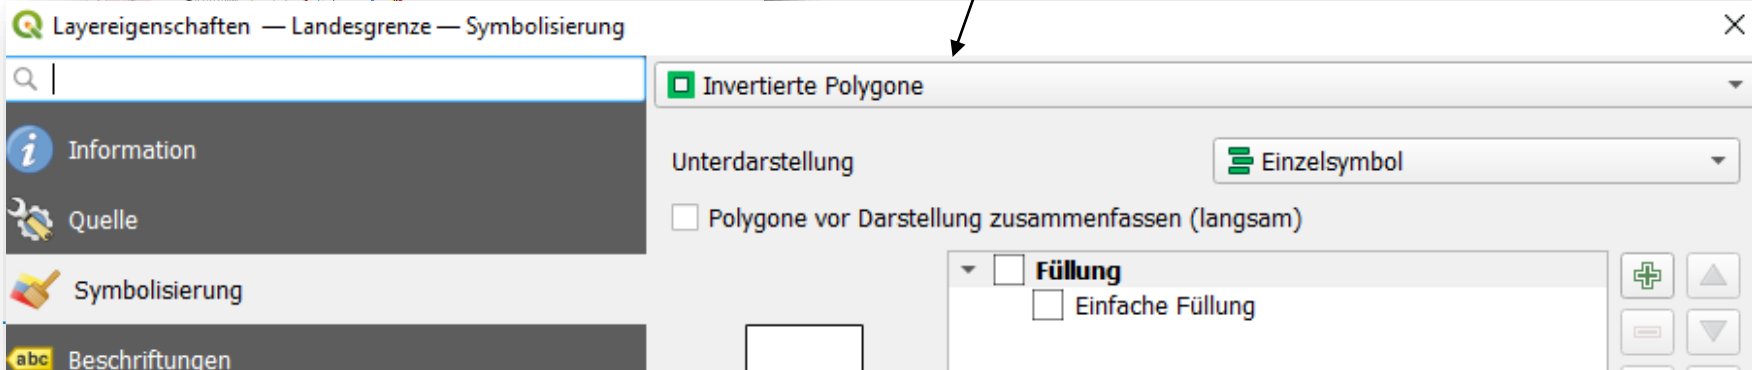 Layereigenschaften — Landesgrenze — Symbolisierung
Invertierte Polygone
Information
Unterdarstellung
Einzelsymbol
Quelle
Polygone vor Darstellung zusammenfassen (langsam)
Symbolisierung
Füllung
Einfache Füllung
abc Beschriftungen